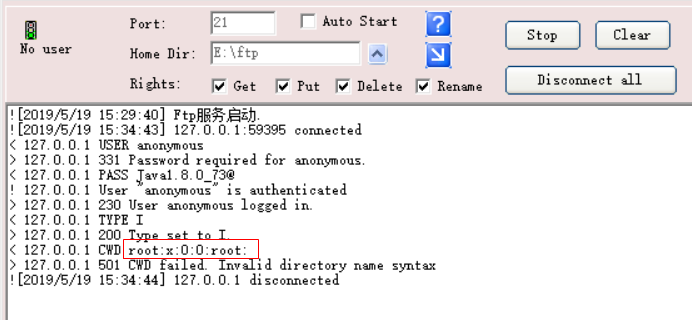 Port:
21
Auto Start
No user
Home Dir:
E:\ftp
Rights:
Get
Put
Delete
Rename
Stop
Clear
Disconnect all
![2019/5/19 15:29:40] Ftp服务启动.
![2019/5/19 15:34:43] 127.0.0.1:59395 connected
< 127.0.0.1 USER anonymous
> 127.0.0.1 331 Password required for anonymous.
< 127.0.0.1 PASS Java1.8.0_73@
! 127.0.0.1 User "anonymous" is authenticated
> 127.0.0.1 230 User anonymous logged in.
< 127.0.0.1 TYPE I
> 127.0.0.1 200 Type set to I.
< 127.0.0.1 CWD root:x:0:0:root:
> 127.0.0.1 501 CWD failed. Invalid directory name syntax
![2019/5/19 15:34:44] 127.0.0.1 disconnected